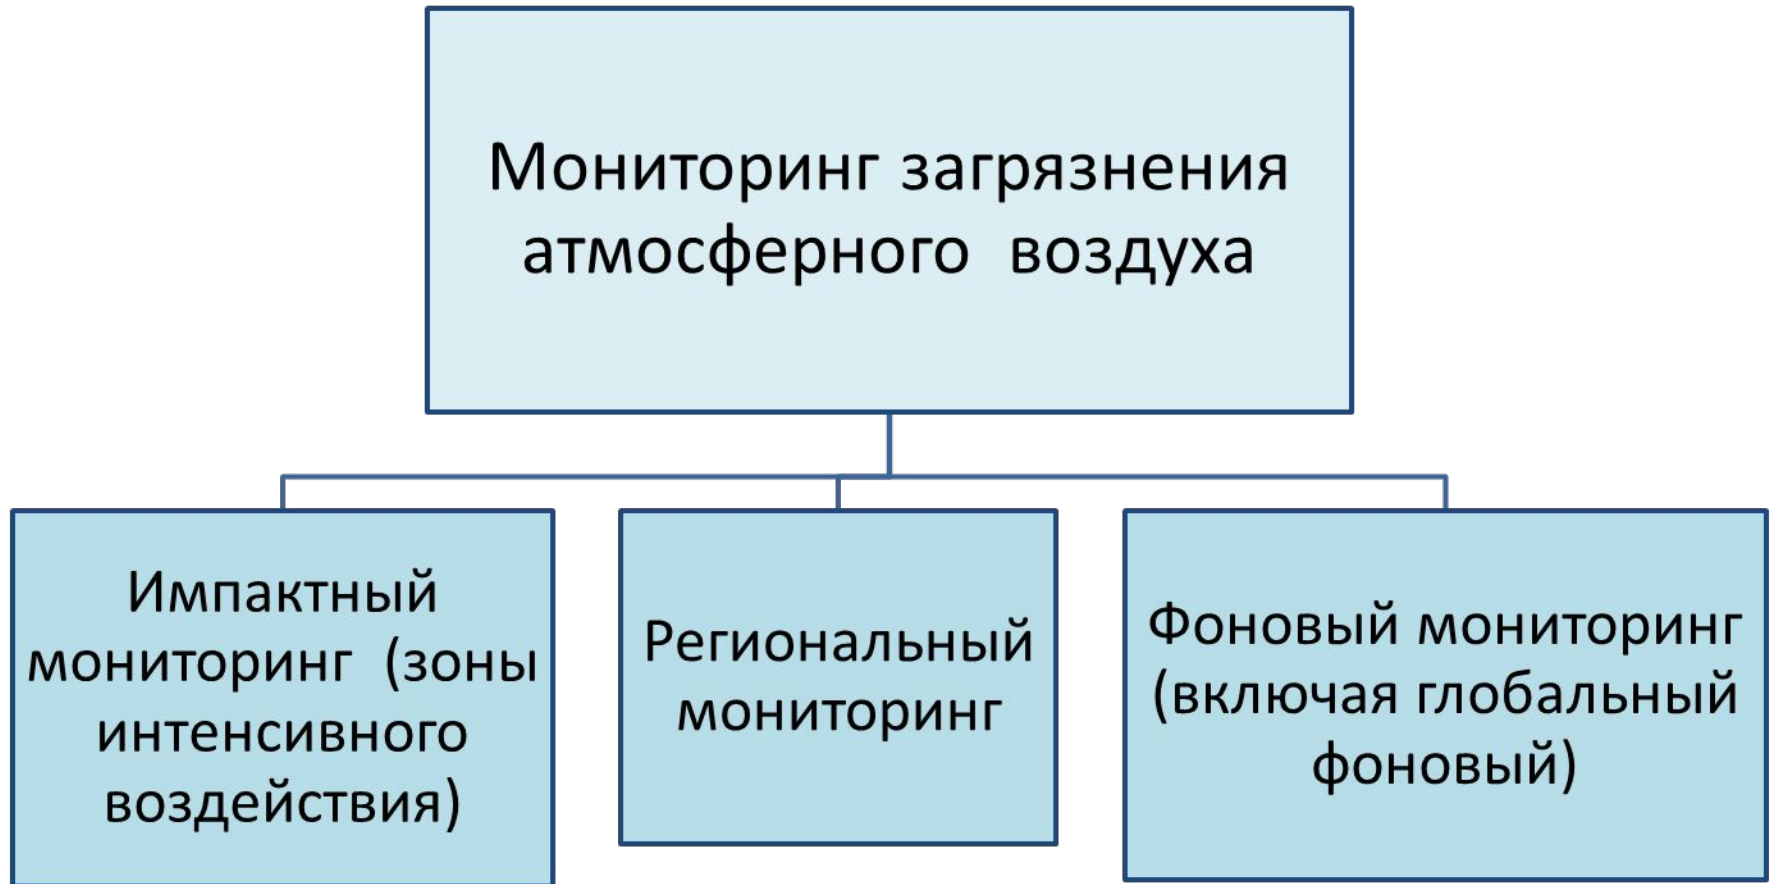 Мониторинг загрязнения
атмосферного воздуха
Импактный
мониторинг (зоны
интенсивного
воздействия)
Региональный
мониторинг
Фоновый мониторинг
(включая глобальный
фоновый)